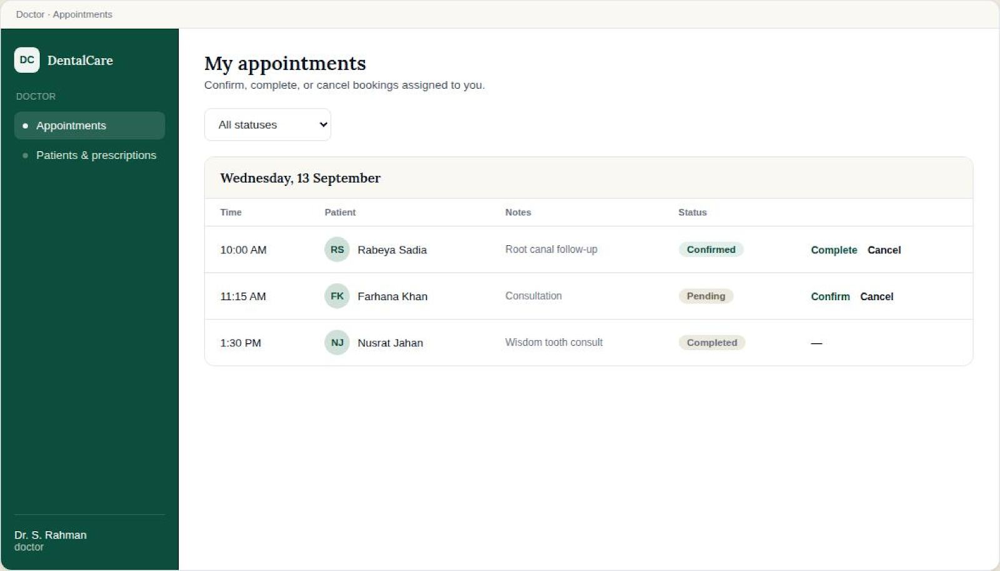 Doctor · Appointments
DC DentalCare
DOCTOR
Appointments
Patients & prescriptions
Dr. S. Rahman
doctor
My appointments
Confirm, complete, or cancel bookings assigned to you.
All statuses
Wednesday, 13 September
Time Patient Notes Status
10:00 AM RS Rabeya Sadia Root canal follow-up Confirmed Complete Cancel
11:15 AM FK Farhana Khan Consultation Pending Confirm Cancel
1:30 PM NJ Nusrat Jahan Wisdom tooth consult Completed —